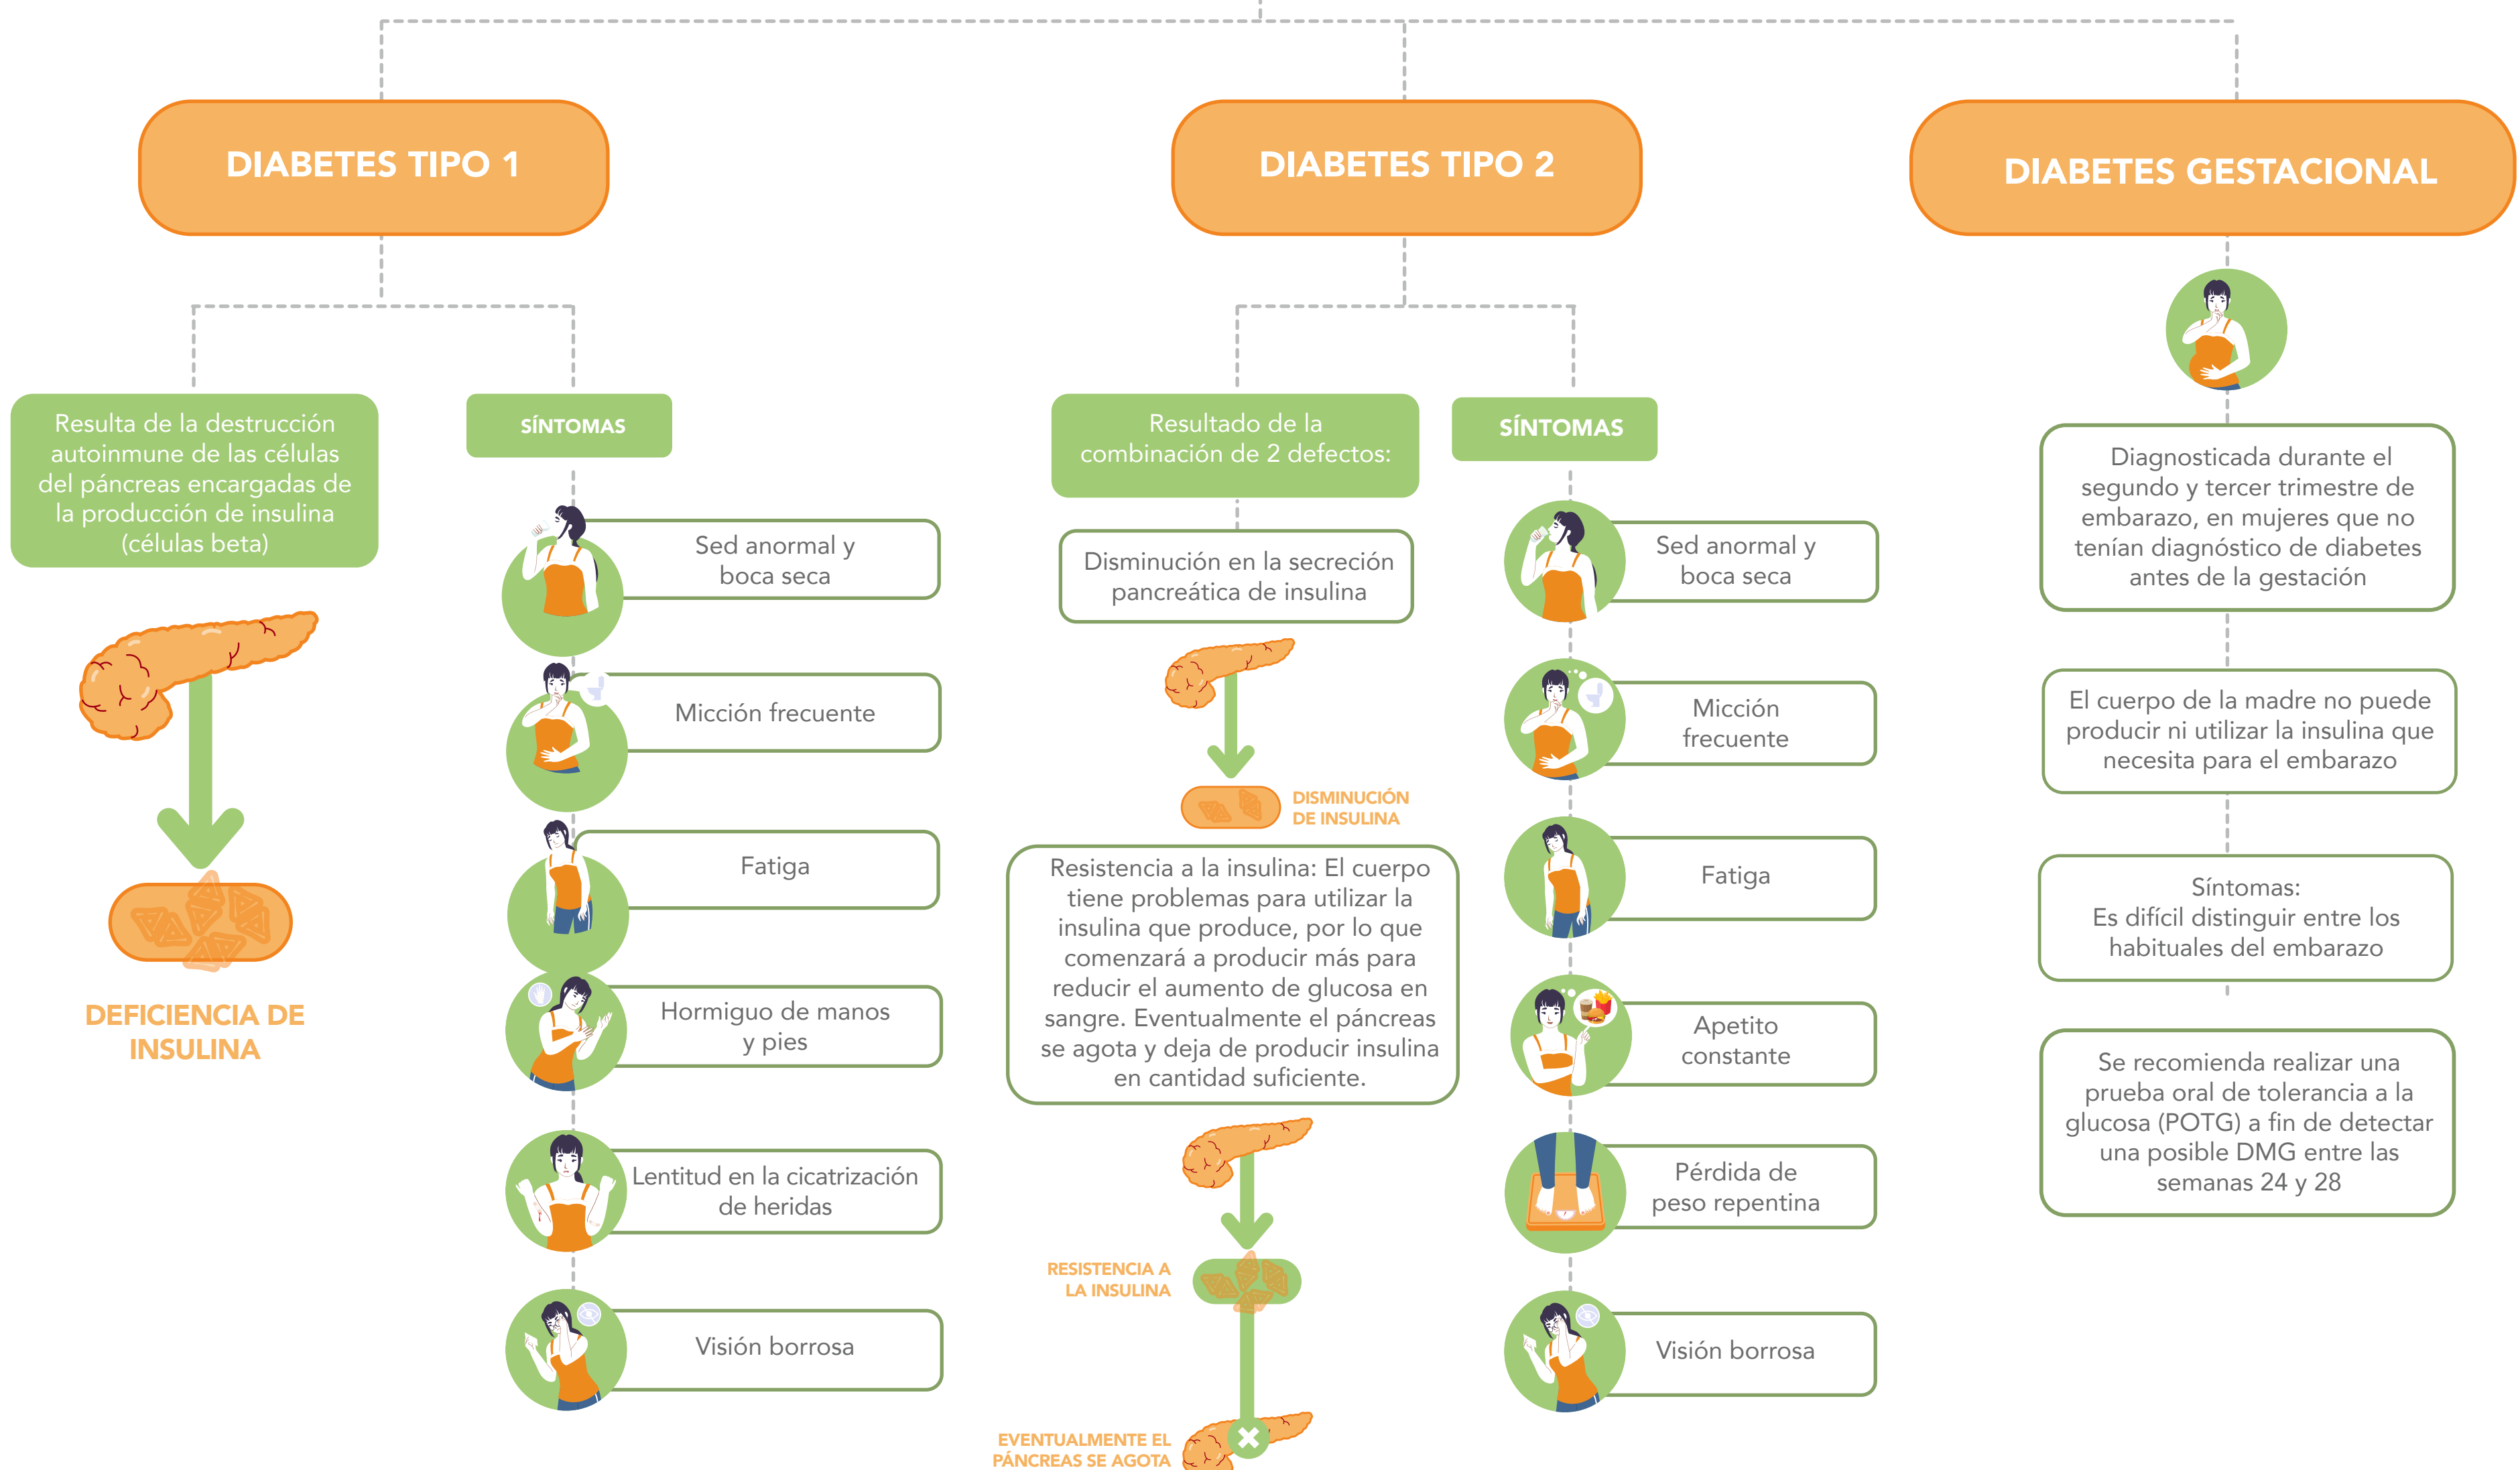 DIABETES TIPO 1
Resulta de la destrucción
autoinmune de las células
del páncreas encargadas de
la producción de insulina
(células beta)
DEFICIENCIA DE
INSULINA
SÍNTOMAS
Sed anormal y
boca seca
Micción frecuente
Fatiga
Hormiguo de manos
y pies
Lentitud en la cicatrización
de heridas
Visión borrosa
DIABETES TIPO 2
Resultado de la
combinación de 2 defectos:
Disminución en la secreción
pancreática de insulina
DISMINUCIÓN
DE INSULINA
Resistencia a la insulina: El cuerpo
tiene problemas para utilizar la
insulina que produce, por lo que
comenzará a producir más para
reducir el aumento de glucosa en
sangre. Eventualmente el páncreas
se agota y deja de producir insulina
en cantidad suficiente.
RESISTENCIA A
LA INSULINA
EVENTUALMENTE EL
PÁNCREAS SE AGOTA
SÍNTOMAS
Sed anormal y
boca seca
Micción
frecuente
Fatiga
Apetito
constante
Pérdida de
peso repentina
Visión borrosa
DIABETES GESTACIONAL
Diagnosticada durante el
segundo y tercer trimestre de
embarazo, en mujeres que no
tenían diagnóstico de diabetes
antes de la gestación
El cuerpo de la madre no puede
producir ni utilizar la insulina que
necesita para el embarazo
Síntomas:
Es difícil distinguir entre los
habituales del embarazo
Se recomienda realizar una
prueba oral de tolerancia a la
glucosa (POTG) a fin de detectar
una posible DMG entre las
semanas 24 y 28